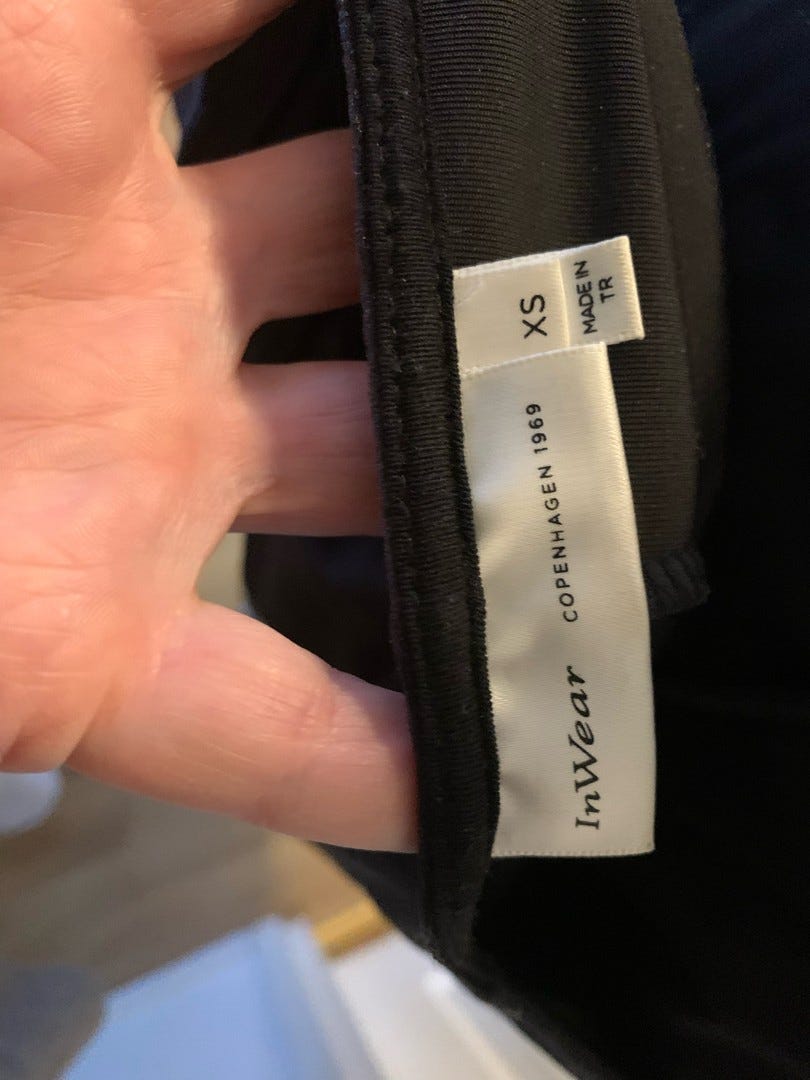 XS
MADE IN
TR
InWear COPENHAGEN 1969